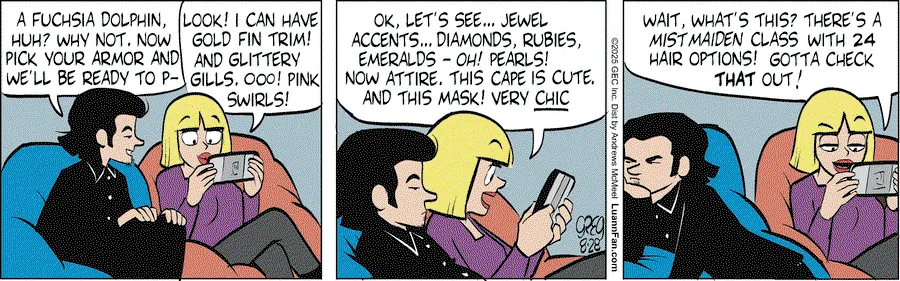 A FUCHSIA DOLPHIN,
HUH? WHY NOT. NOW
PICK YOUR ARMOR AND
WE'LL BE READY TO P-
LOOK! I CAN HAVE
GOLD FIN TRIM!
AND GLITTERY
GILLS. OOO! PINK
SWIRLS!
OK, LET'S SEE... JEWEL
ACCENTS... DIAMONDS, RUBIES,
EMERALDS – OH! PEARLS!
NOW ATTIRE. THIS CAPE IS CUTE.
AND THIS MASK! VERY CHIC
GREG
8-28
©2025 GEC Inc. Dist by Andrews McMeel LuannFan.com
WAIT, WHAT'S THIS? THERE'S A
MISTMAIDEN CLASS WITH 24
HAIR OPTIONS! GOTTA CHECK
THAT OUT!